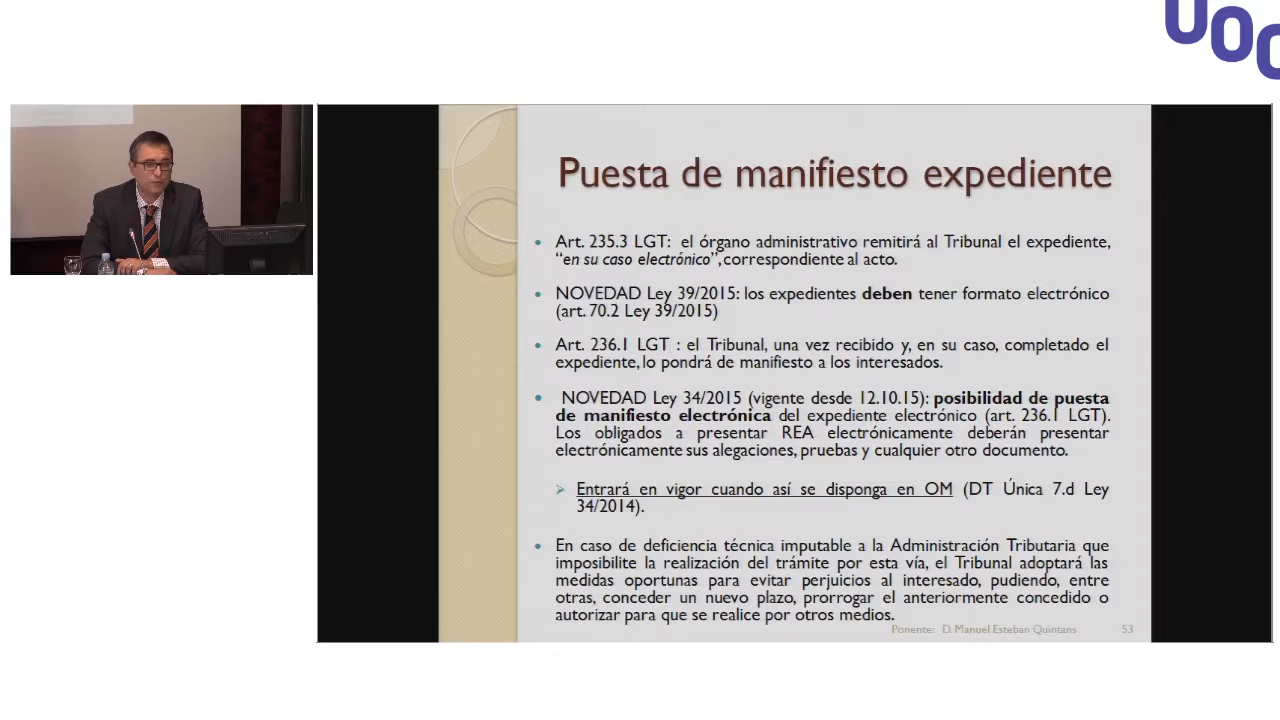 UOC
Puesta de manifiesto expediente
Art. 235.3 LGT: el órgano administrativo remitirá al Tribunal el expediente,
“en su caso electrónico”, correspondiente al acto.
NOVEDAD Ley 39/2015: los expedientes deben tener formato electrónico
(art. 70.2 Ley 39/2015)
Art. 236.1 LGT : el Tribunal, una vez recibido y, en su caso, completado el
expediente, lo pondrá de manifiesto a los interesados.
NOVEDAD Ley 34/2015 (vigente desde 12.10.15): posibilidad de puesta
de manifiesto electrónica del expediente electrónico (art. 236.1 LGT).
Los obligados a presentar REA electrónicamente deberán presentar
electrónicamente sus alegaciones, pruebas y cualquier otro documento.
Entrará en vigor cuando así se disponga en OM (DT Única 7.d Ley
34/2014).
En caso de deficiencia técnica imputable a la Administración Tributaria que
imposibilite la realización del trámite por esta vía, el Tribunal adoptará las
medidas oportunas para evitar perjuicios al interesado, pudiendo, entre
otras, conceder un nuevo plazo, prorrogar el anteriormente concedido o
autorizar para que se realice por otros medios.
Ponente: D. Manuel Esteban Quintans 53